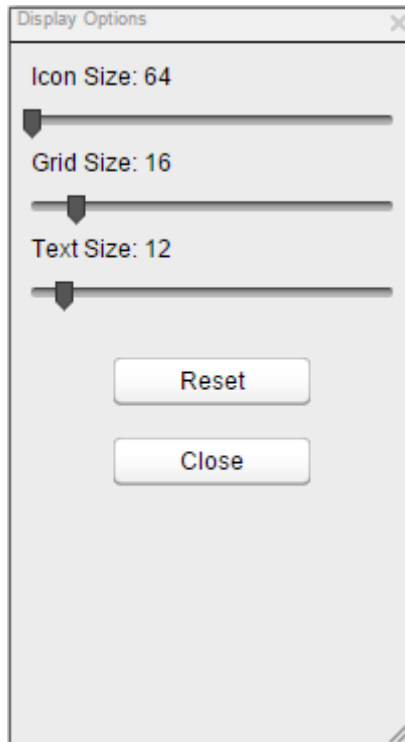 Display Options
Icon Size: 64
Grid Size: 16
Text Size: 12
Reset
Close